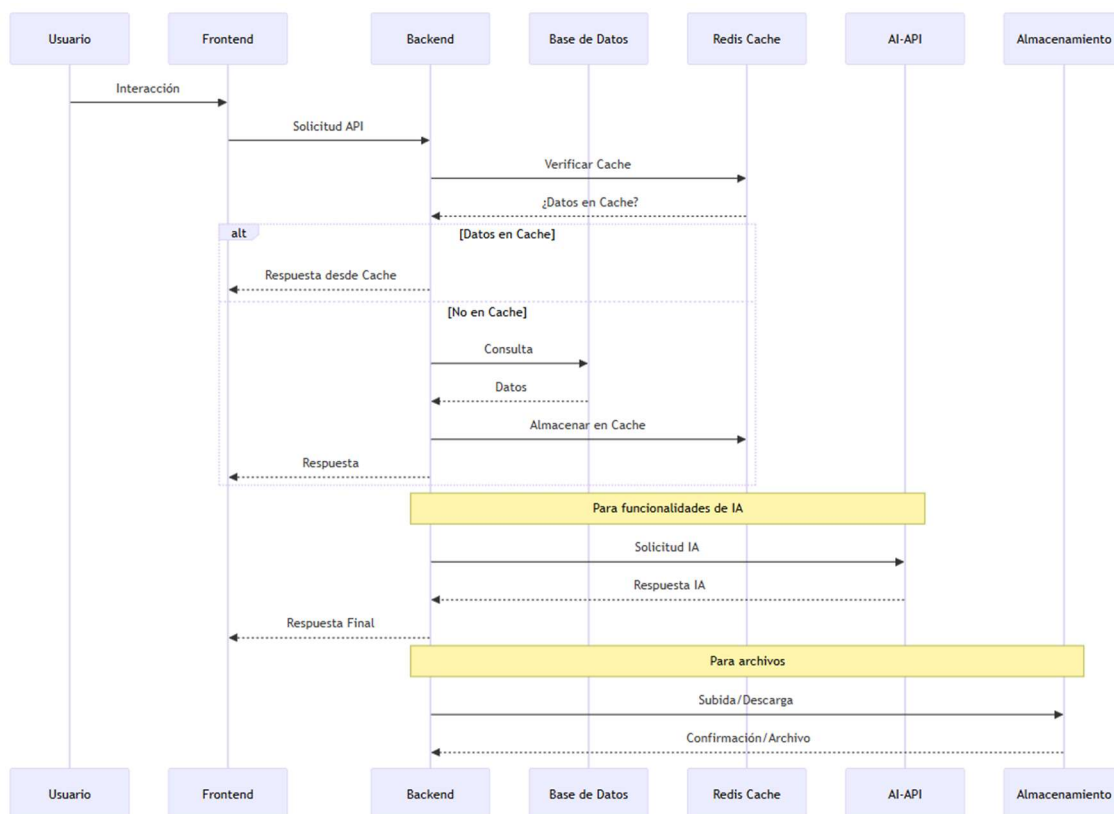 Usuario
Frontend
Backend
Base de Datos
Redis Cache
AI-API
Almacenamiento
Interacción
Solicitud API
Verificar Cache
¿Datos en Cache?
alt
[Datos en Cache]
Respuesta desde Cache
[No en Cache]
Consulta
Datos
Almacenar en Cache
Respuesta
Para funcionalidades de IA
Solicitud IA
Respuesta IA
Respuesta Final
Para archivos
Subida/Descarga
Confirmación/Archivo
Usuario
Frontend
Backend
Base de Datos
Redis Cache
AI-API
Almacenamiento